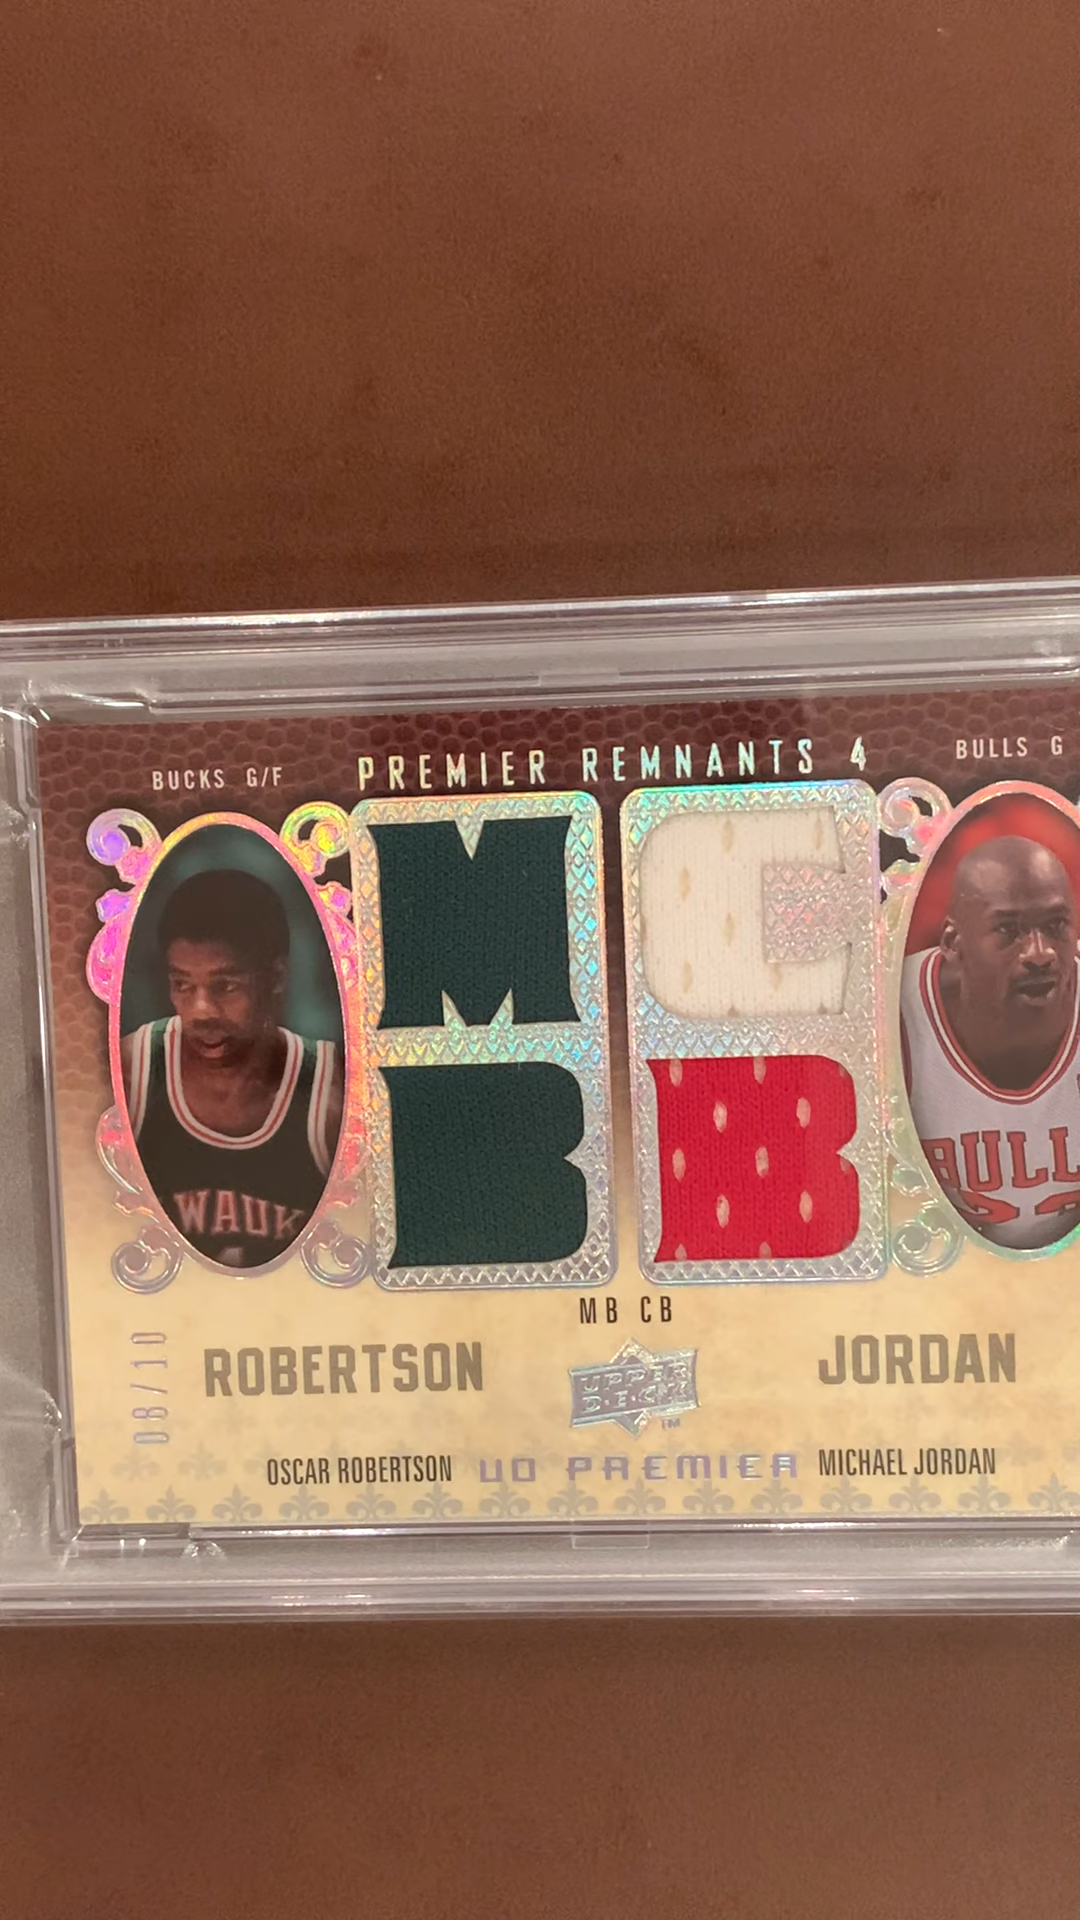 BUCKS G/F
PREMIER REMNANTS 4
BULLS G
WAUK
BULL
MB CB
ROBERTSON
JORDAN
UPPER
DECK
TM
08/10
OSCAR ROBERTSON
UD PREMIER
MICHAEL JORDAN